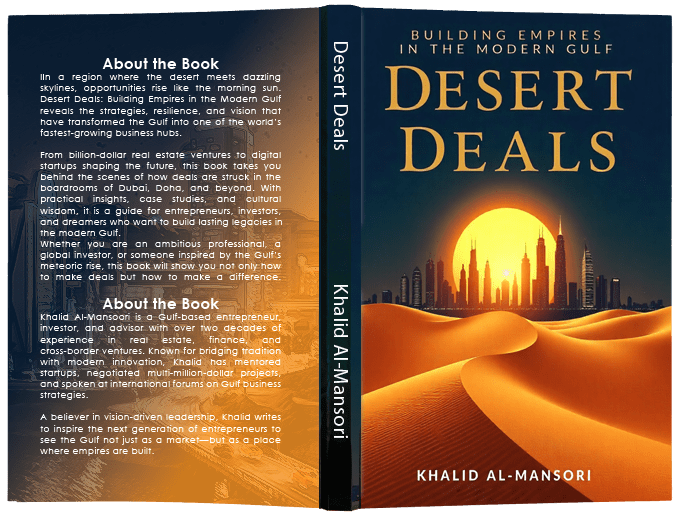 About the Book
IIn a region where the desert meets dazzling
skylines, opportunities rise like the morning sun.
Desert Deals: Building Empires in the Modern Gulf
reveals the strategies, resilience, and vision that
have transformed the Gulf into one of the world's
fastest-growing business hubs.
From billion-dollar real estate ventures to digital
startups shaping the future, this book takes you
behind the scenes of how deals are struck in the
boardrooms of Dubai, Doha, and beyond. With
practical insights, case studies, and cultural
wisdom, it is a guide for entrepreneurs, investors,
and dreamers who want to build lasting legacies in
the modern Gulf.
Whether you are an ambitious professional, a
global investor, or someone inspired by the Gulf's
meteoric rise, this book will show you not only how
to make deals but how to make a difference.
About the Book
Khalid Al-Mansoori is a Gulf-based entrepreneur,
investor, and advisor with over two decades of
experience in real estate, finance, and
cross-border ventures. Known for bridging tradition
with modern innovation, Khalid has mentored
startups, negotiated multi-million-dollar projects,
and spoken at international forums on Gulf business
strategies.
A believer in vision-driven leadership, Khalid writes
to inspire the next generation of entrepreneurs to
see the Gulf not just as a market—but as a place
where empires are built.
Desert Deals
Khalid Al-Mansori
BUILDING EMPIRES
IN THE MODERN GULF
DESERT
DEALS
KHALID AL-MANSORI